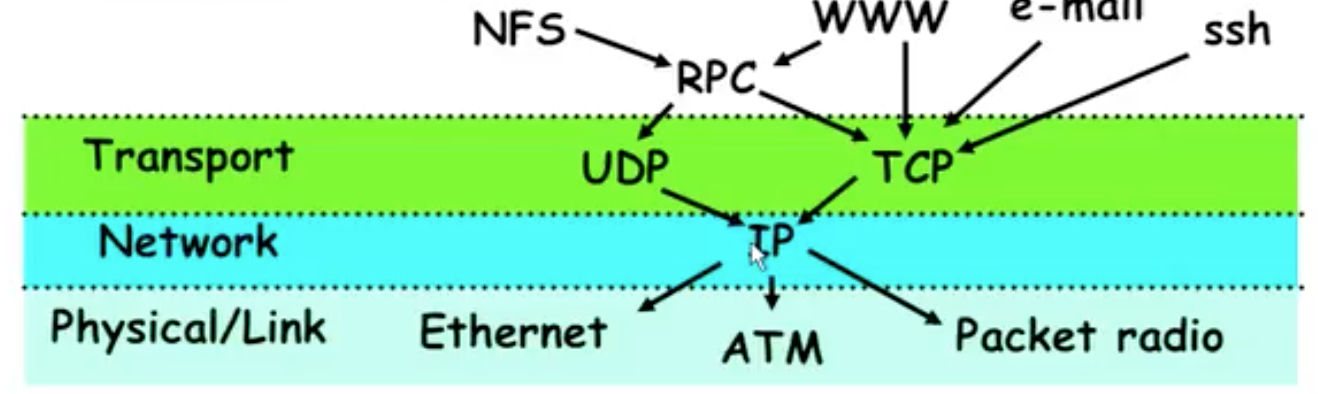 NFS WWW e-mail ssh
RPC
Transport UDP TCP
Network IP
Physical/Link Ethernet ATM Packet radio